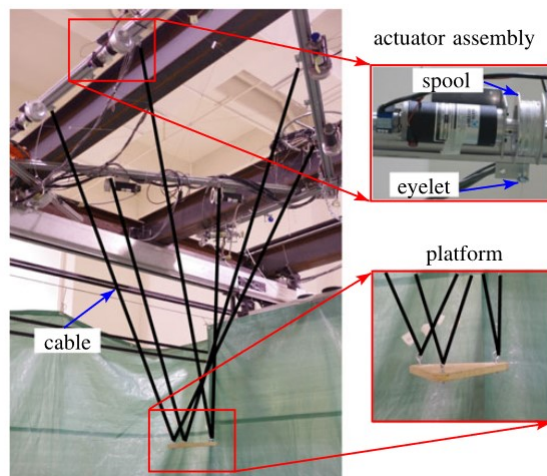 actuator assembly
spool
eyelet
platform
cable